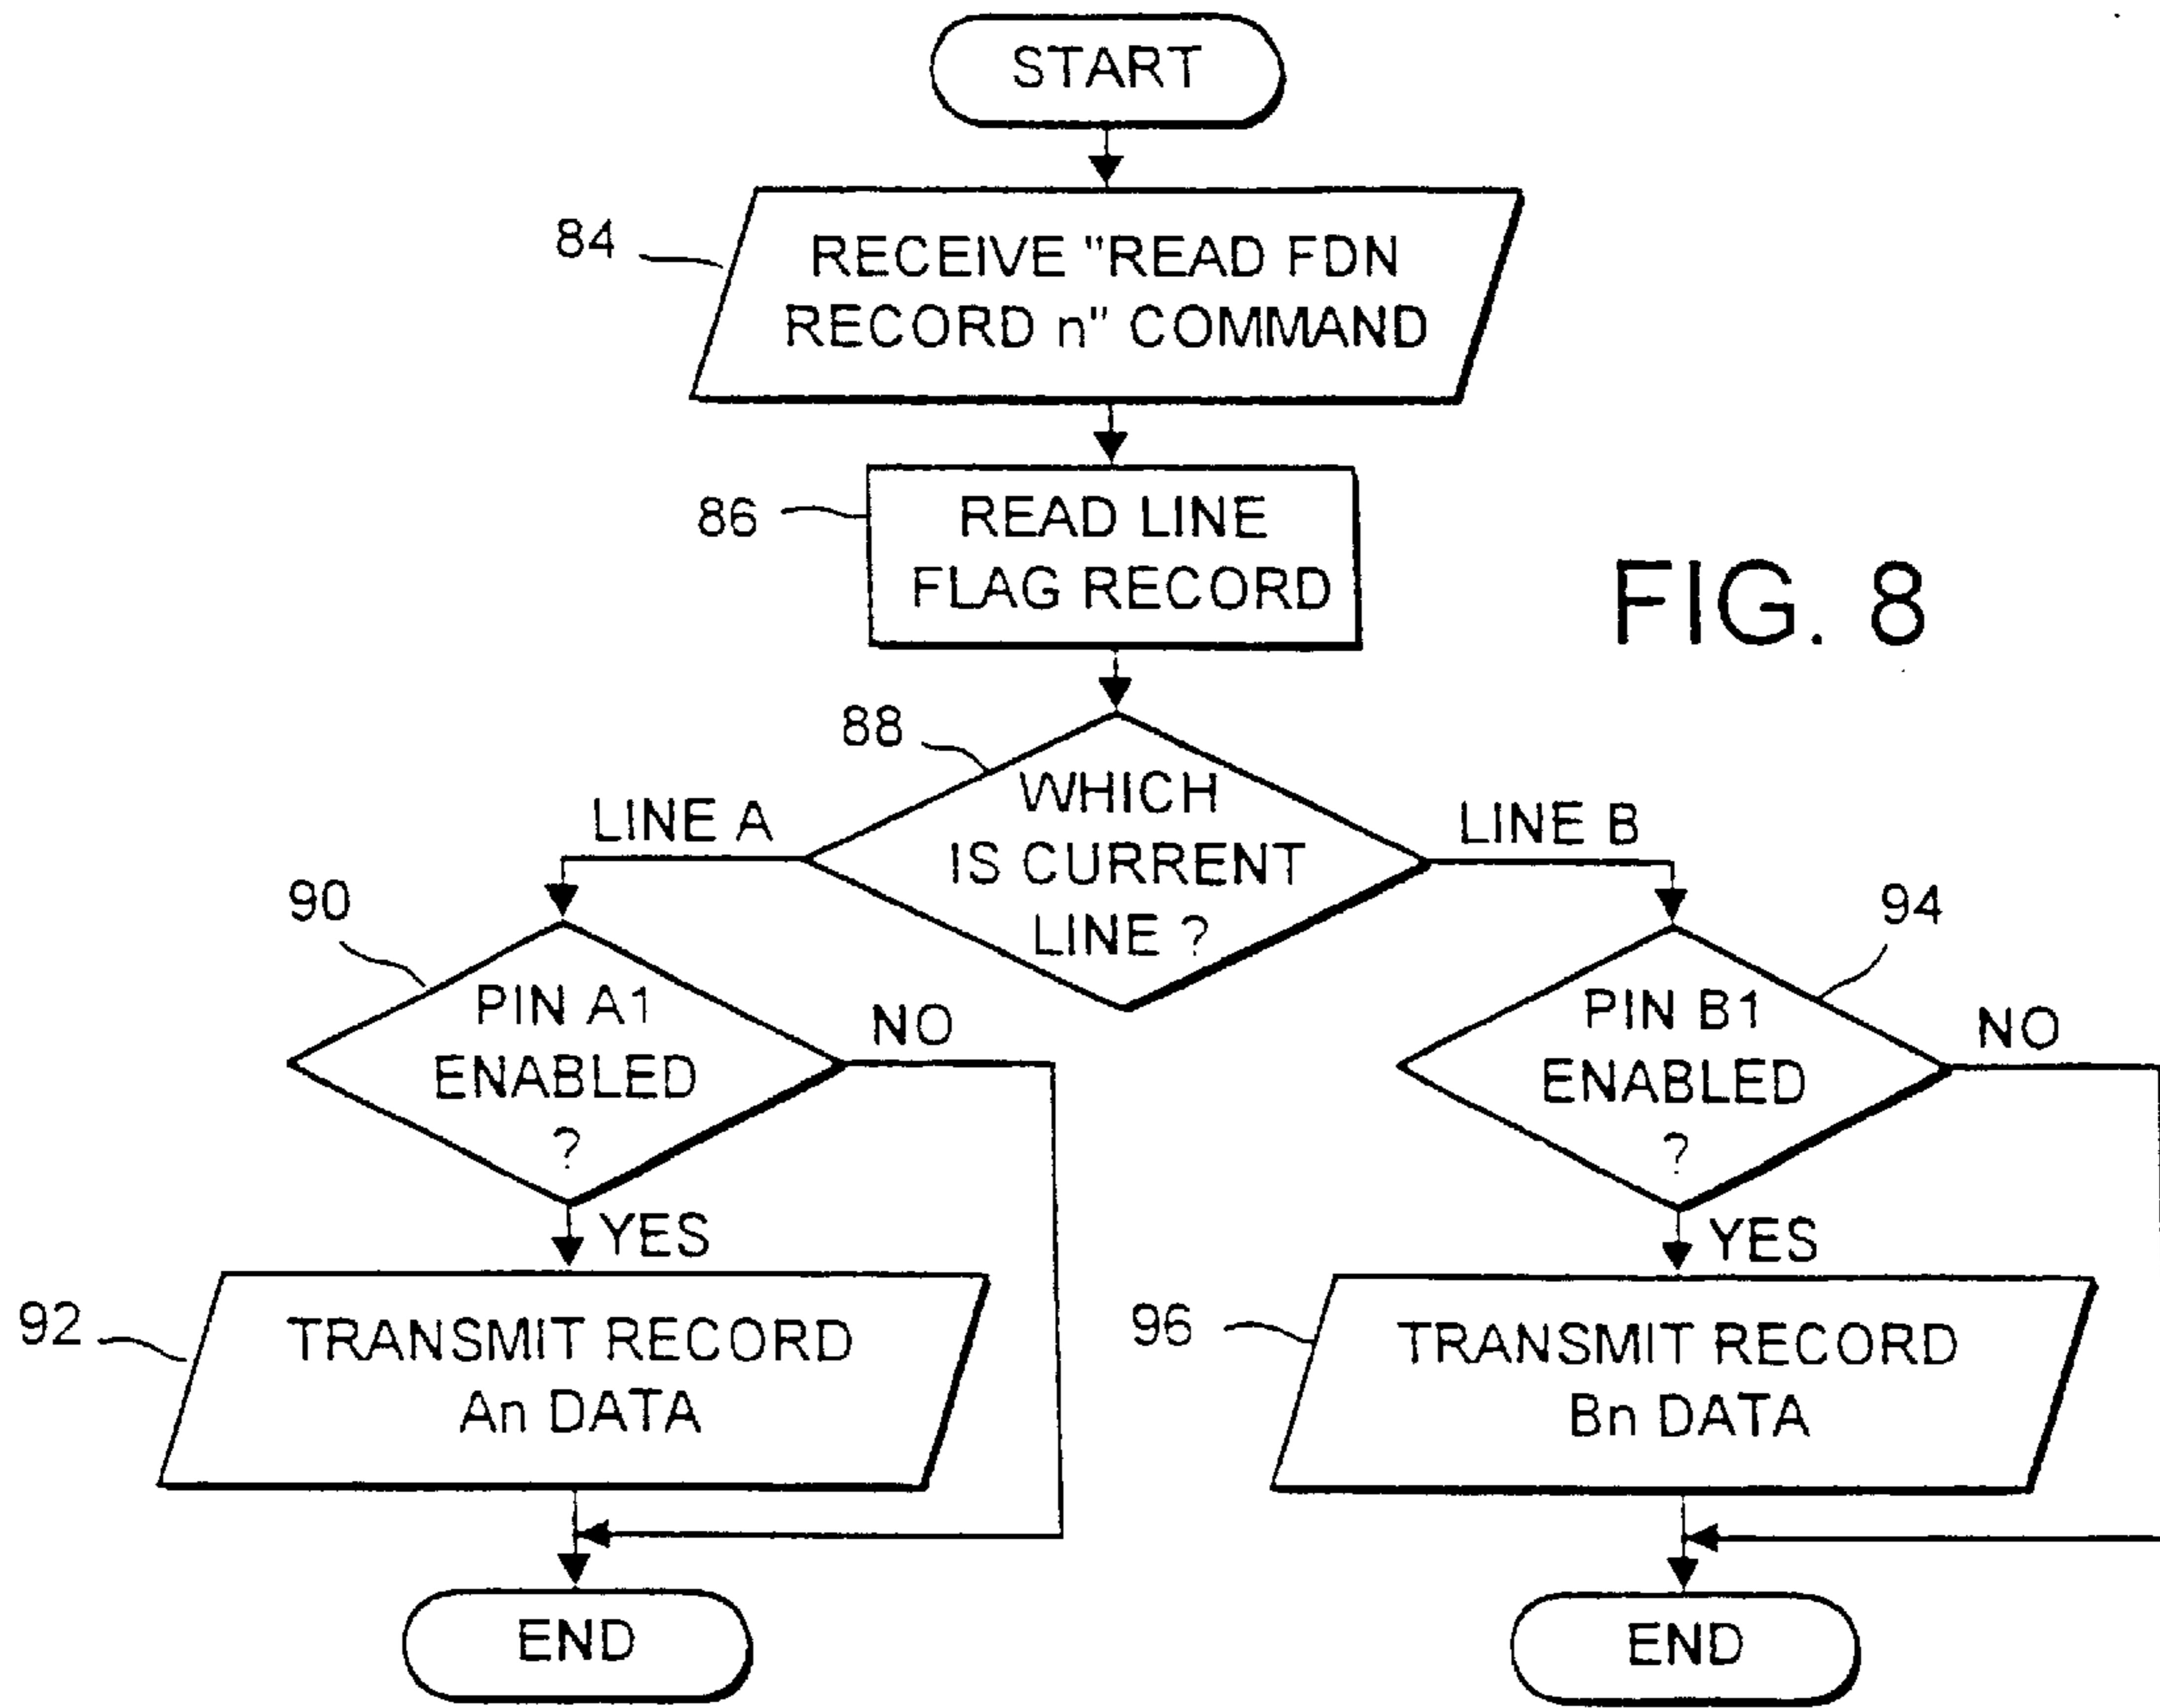 START
84
RECEIVE "READ FDN
RECORD n" COMMAND
86
READ LINE
FLAG RECORD
FIG. 8
88
WHICH
IS CURRENT
LINE ?
LINE A
LINE B
90
PIN A1
ENABLED
?
NO
YES
94
PIN B1
ENABLED
?
NO
YES
92
TRANSMIT RECORD
An DATA
96
TRANSMIT RECORD
Bn DATA
END
END